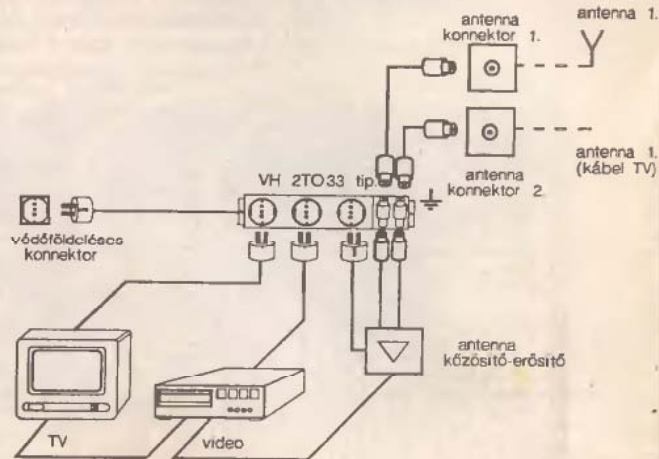 antenna 1.
antenna
konnektor 1.
antenna 1.
(kábel TV)
antenna
konnektor 2.
VH 2TO33 tip.
védőföldeléses
konnektor
antenna
közösítő-erősítő
TV
video